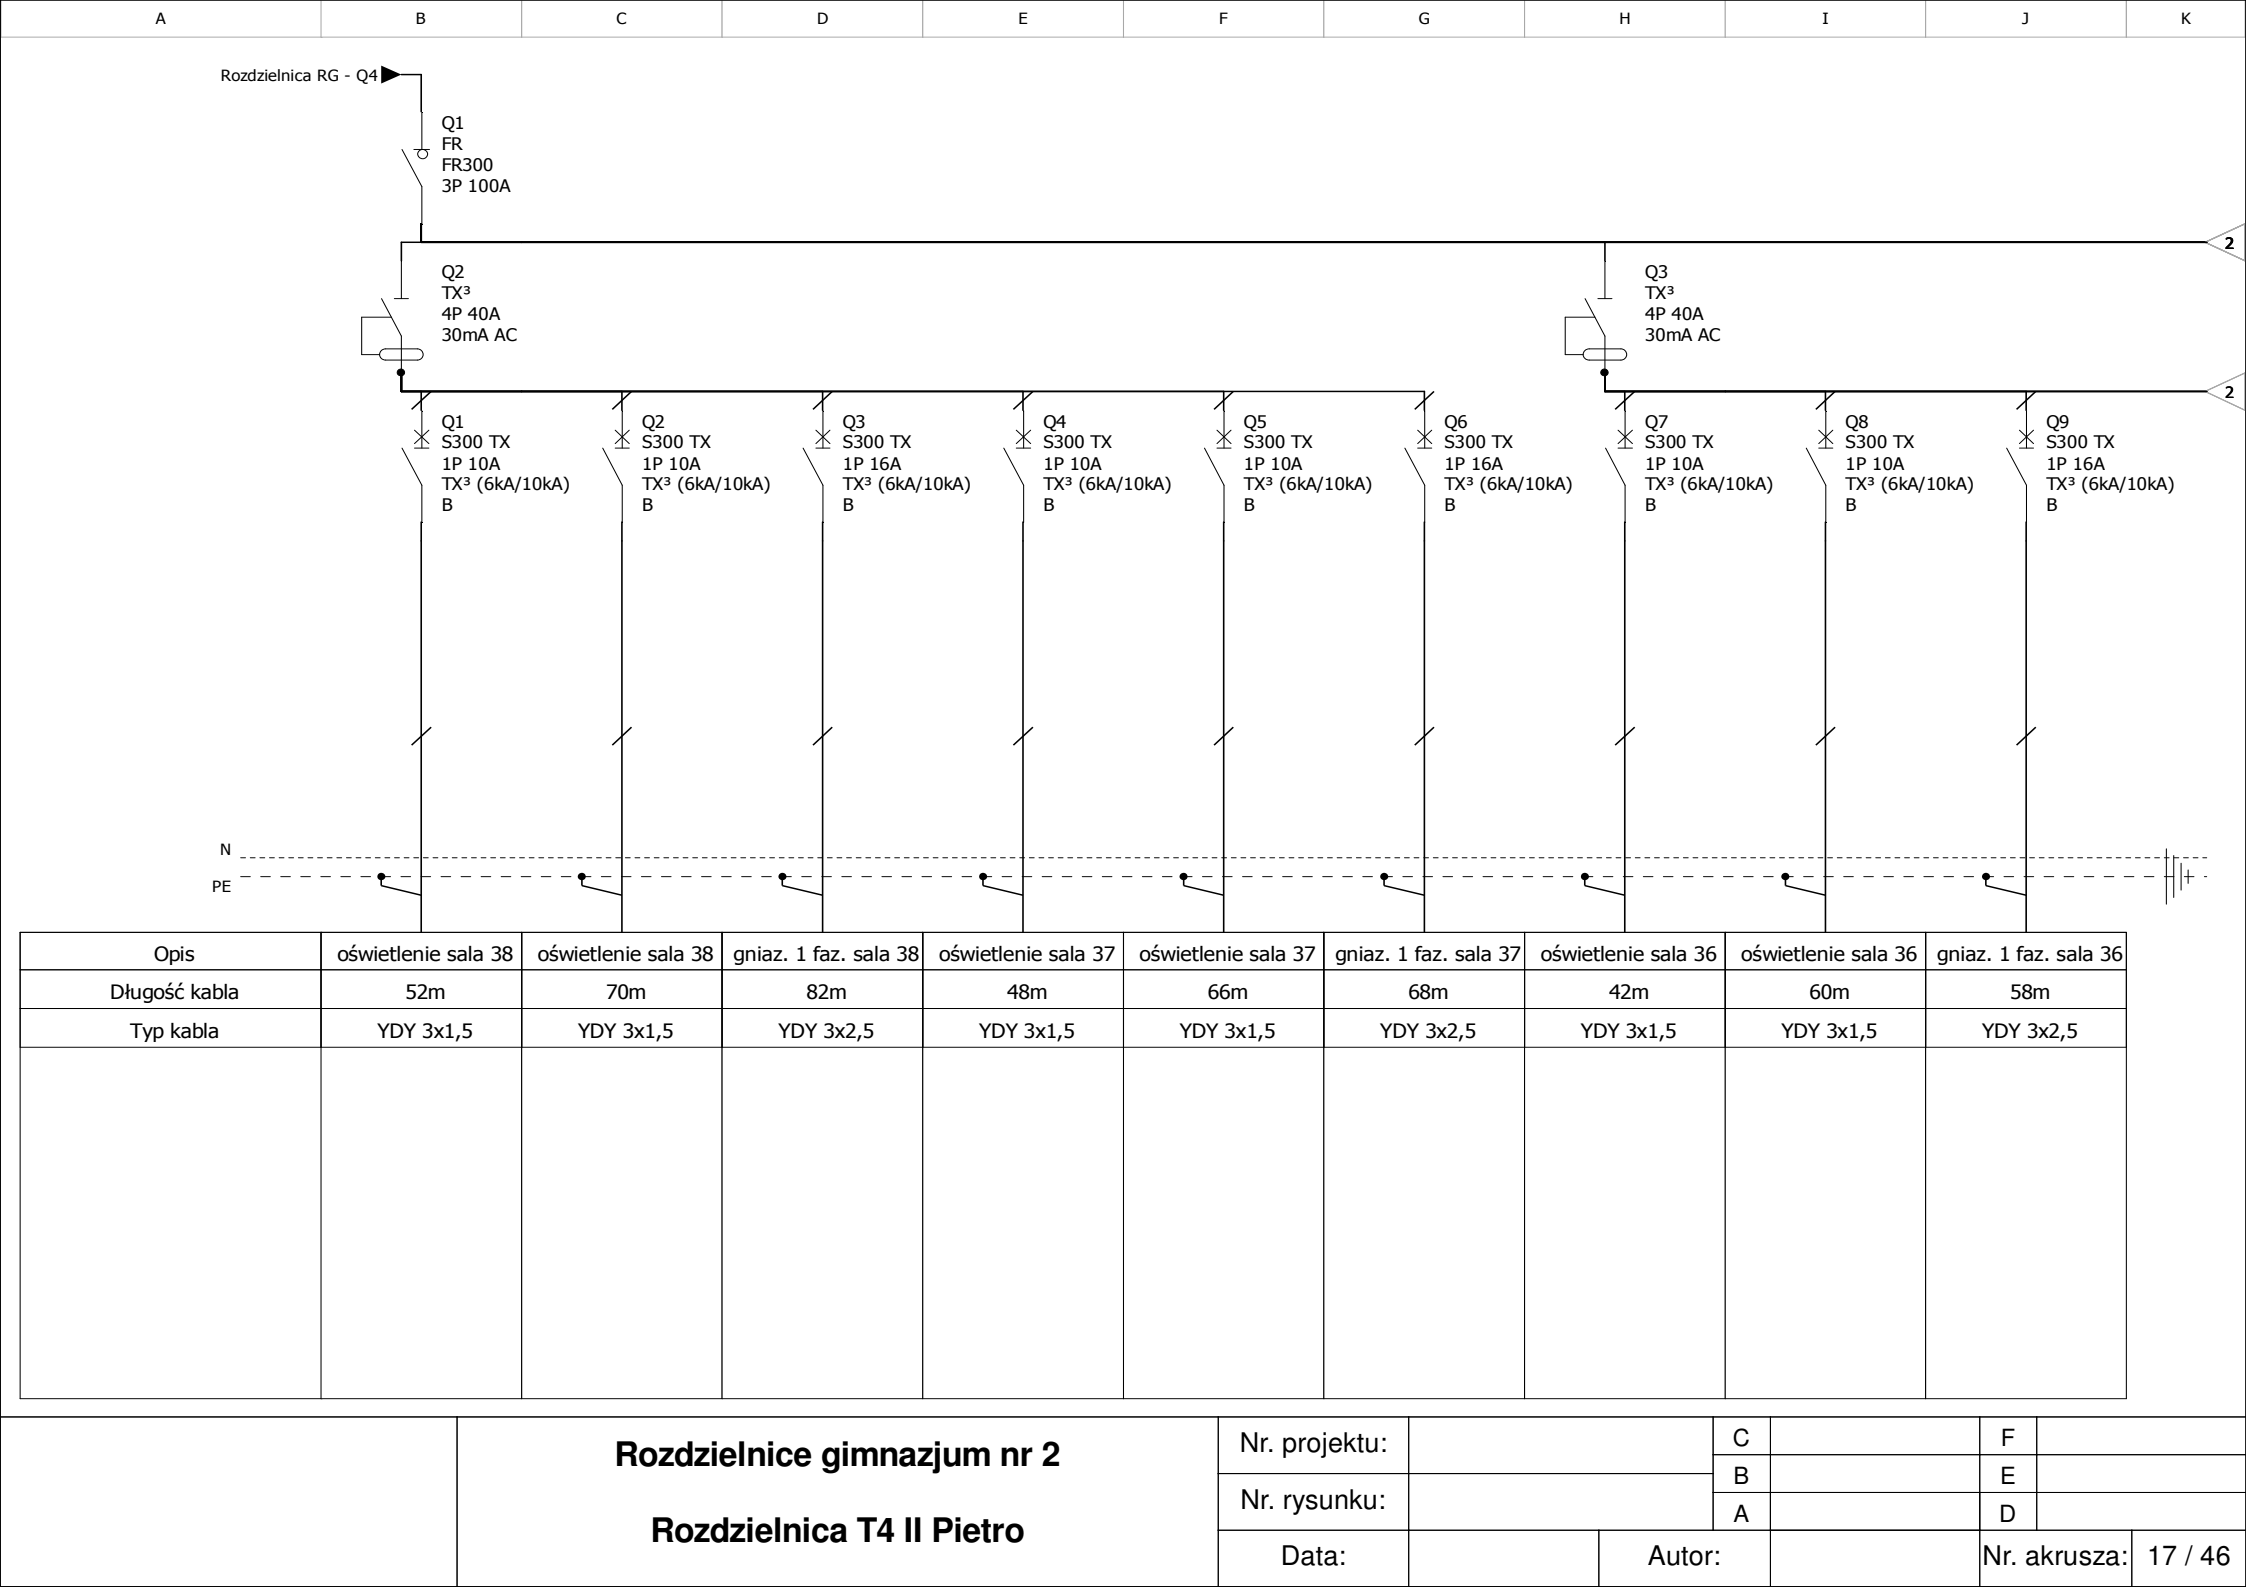 A B C D E F G H I J K
Rozdzielnica RG - Q4
Q1
FR
FR300
3P 100A
2
Q2
TX³
4P 40A
30mA AC
Q3
TX³
4P 40A
30mA AC
2
Q1
S300 TX
1P 10A
TX³ (6kA/10kA)
B
Q2
S300 TX
1P 10A
TX³ (6kA/10kA)
B
Q3
S300 TX
1P 16A
TX³ (6kA/10kA)
B
Q4
S300 TX
1P 10A
TX³ (6kA/10kA)
B
Q5
S300 TX
1P 10A
TX³ (6kA/10kA)
B
Q6
S300 TX
1P 16A
TX³ (6kA/10kA)
B
Q7
S300 TX
1P 10A
TX³ (6kA/10kA)
B
Q8
S300 TX
1P 10A
TX³ (6kA/10kA)
B
Q9
S300 TX
1P 16A
TX³ (6kA/10kA)
B
N
PE
Opis oświetlenie sala 38 oświetlenie sala 38 gniaz. 1 faz. sala 38 oświetlenie sala 37 oświetlenie sala 37 gniaz. 1 faz. sala 37 oświetlenie sala 36 oświetlenie sala 36 gniaz. 1 faz. sala 36
Długość kabla 52m 70m 82m 48m 66m 68m 42m 60m 58m
Typ kabla YDY 3x1,5 YDY 3x1,5 YDY 3x2,5 YDY 3x1,5 YDY 3x1,5 YDY 3x2,5 YDY 3x1,5 YDY 3x1,5 YDY 3x2,5
Rozdzielnice gimnazjum nr 2
Rozdzielnica T4 II Pietro
Nr. projektu:
Nr. rysunku:
C F
B E
A D
Data: Autor: Nr. akrusza: 17 / 46